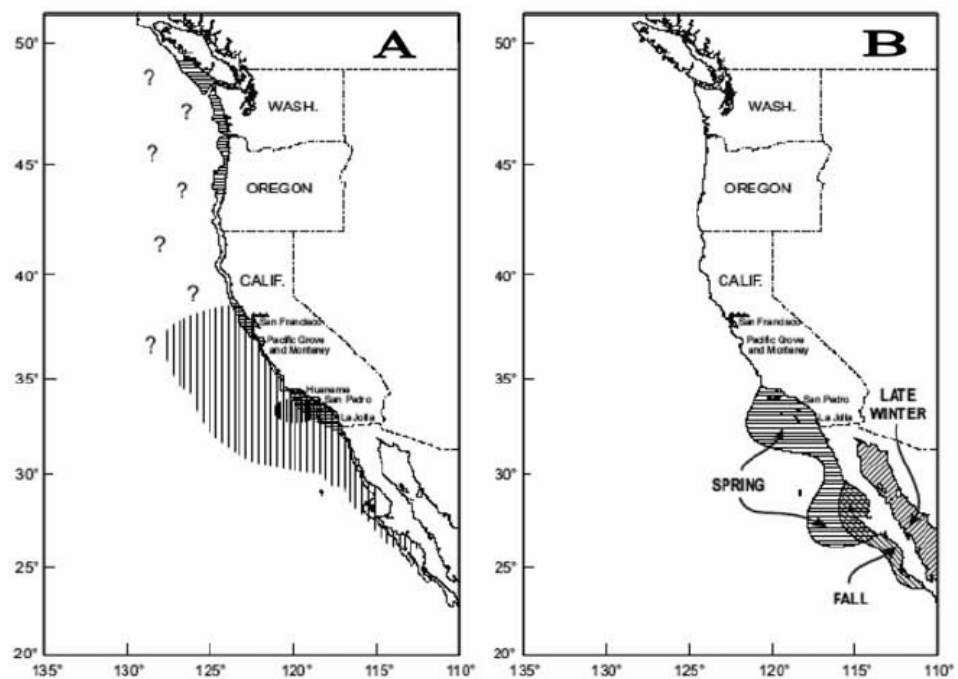 A
50°
45°
40°
35°
30°
25°
20°
135°
130°
125°
120°
115°
110°
?
?
?
?
?
?
?
WASH.
OREGON
CALIF.
San Francisco
Pacific Grove
and Monterey
Huaneme
San Pedro
La Jolla
B
50°
45°
40°
35°
30°
25°
20°
135°
130°
125°
120°
115°
110°
WASH.
OREGON
CALIF.
San Francisco
Pacific Grove
and Monterey
San Pedro
La Jolla
LATE
WINTER
SPRING
FALL